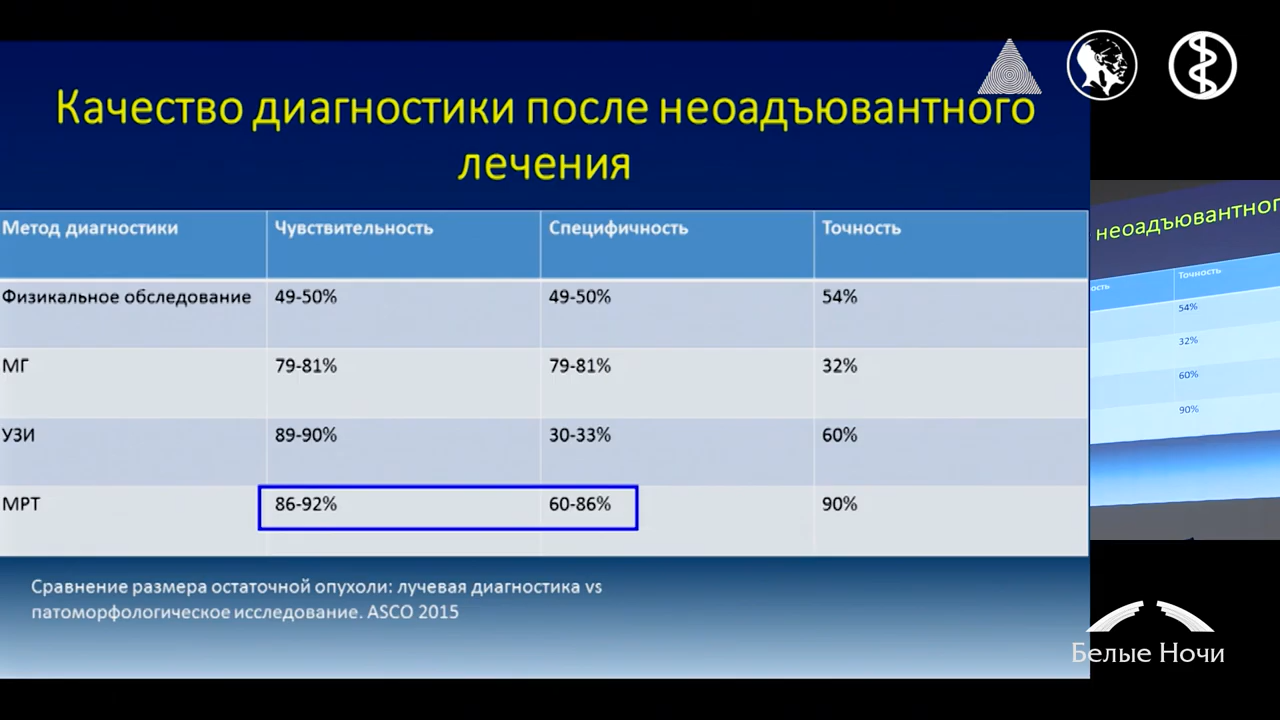 Качество диагностики после неоадъювантного
лечения
Метод диагностики Чувствительность Специфичность Точность
Физикальное обследование 49-50% 49-50% 54%
МГ 79-81% 79-81% 32%
УЗИ 89-90% 30-33% 60%
МРТ 86-92% 60-86% 90%
Сравнение размера остаточной опухоли: лучевая диагностика vs
патоморфологическое исследование. ASCO 2015
неоадъювантног
ость Точность
54%
32%
60%
90%
Белые Ночи